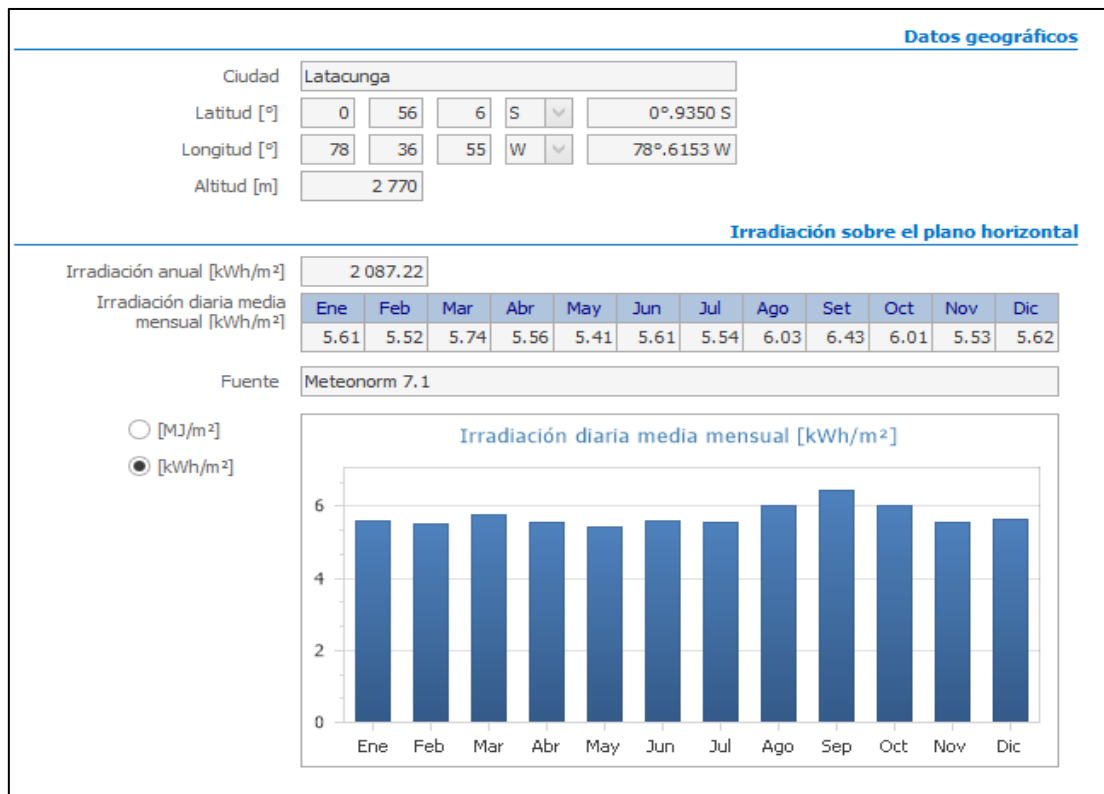 Datos geográficos
Ciudad Latacunga
Latitud [°] 0 56 6 S 0°.9350 S
Longitud [°] 78 36 55 W 78°.6153 W
Altitud [m] 2 770
Irradiación sobre el plano horizontal
Irradiación anual [kWh/m²] 2 087.22
Irradiación diaria media
mensual [kWh/m²]
Ene Feb Mar Abr May Jun Jul Ago Set Oct Nov Dic
5.61 5.52 5.74 5.56 5.41 5.61 5.54 6.03 6.43 6.01 5.53 5.62
Fuente Meteonorm 7.1
[MJ/m²]
[kWh/m²]
Irradiación diaria media mensual [kWh/m²]
6
4
2
0
Ene Feb Mar Abr May Jun Jul Ago Sep Oct Nov Dic